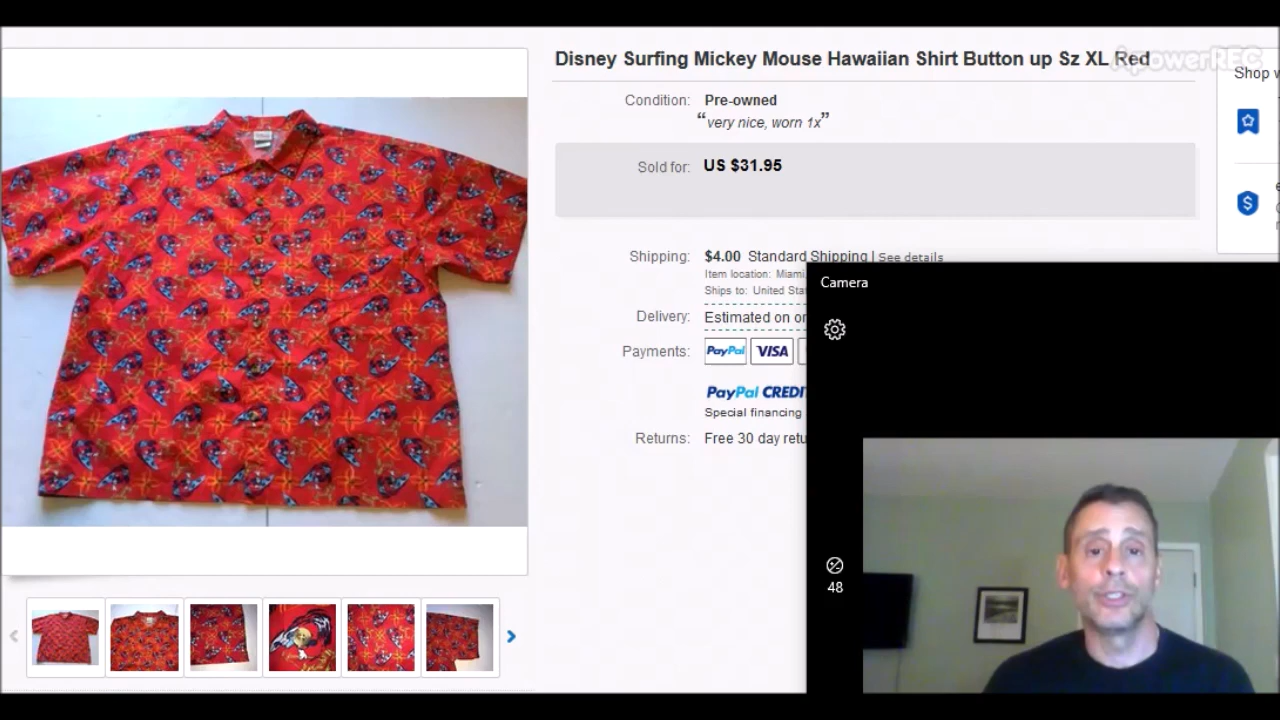 Disney Surfing Mickey Mouse Hawaiian Shirt Button up Sz XL Red
ApowerREC
Shop
Condition: Pre-owned
“very nice, worn 1x”
Sold for: US $31.95
Shipping: $4.00 Standard Shipping | See details
Item location: Miami,
Ships to: United Sta
Delivery: Estimated on or
Payments: PayPal VISA
PayPal CREDI
Special financing
Returns: Free 30 day retu
Camera
48